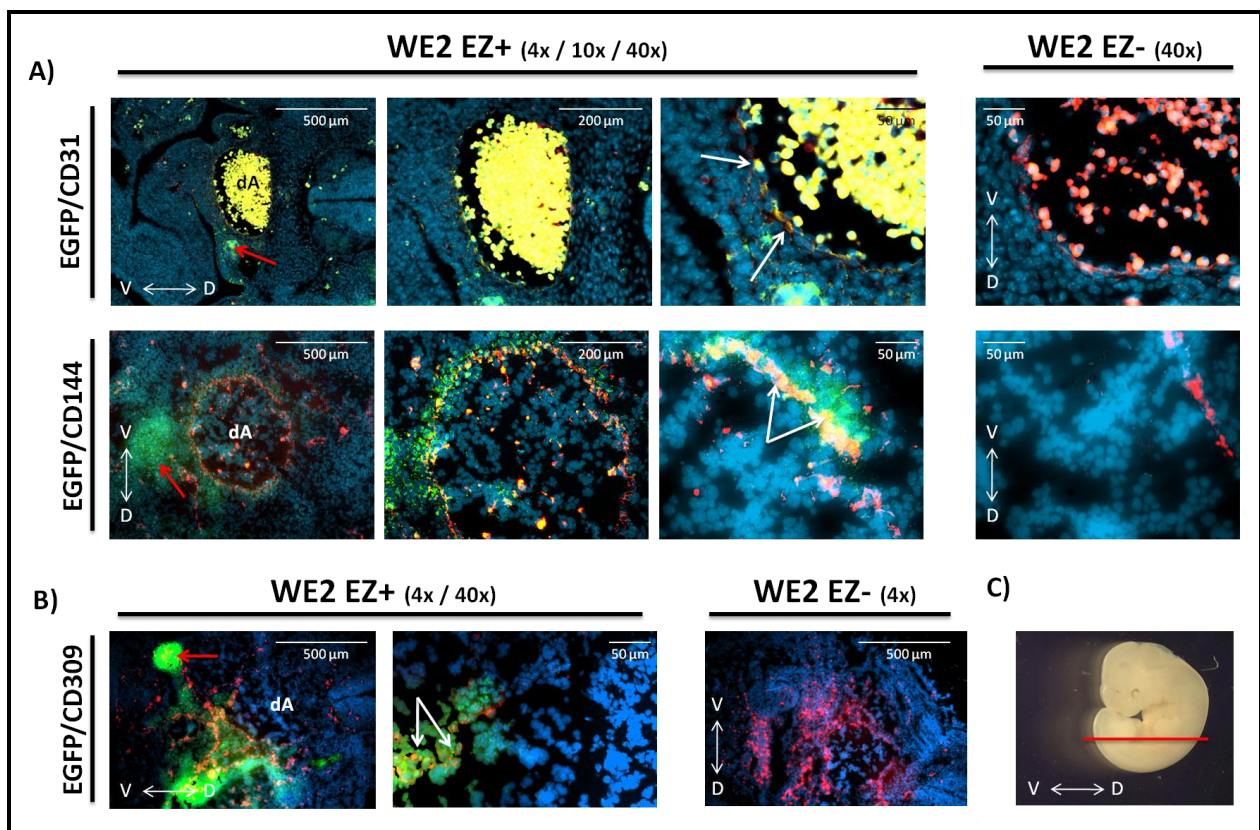 WE2 EZ+ (4x / 10x / 40x)
WE2 EZ- (40x)
A)
EGFP/CD31
500 µm
dA
V D
200 µm
50 µm
50 µm
V
D
EGFP/CD144
500 µm
dA
V
D
200 µm
50 µm
50 µm
V
D
WE2 EZ+ (4x / 40x)
WE2 EZ- (4x)
C)
B)
EGFP/CD309
500 µm
dA
V D
50 µm
500 µm
V
D
V D